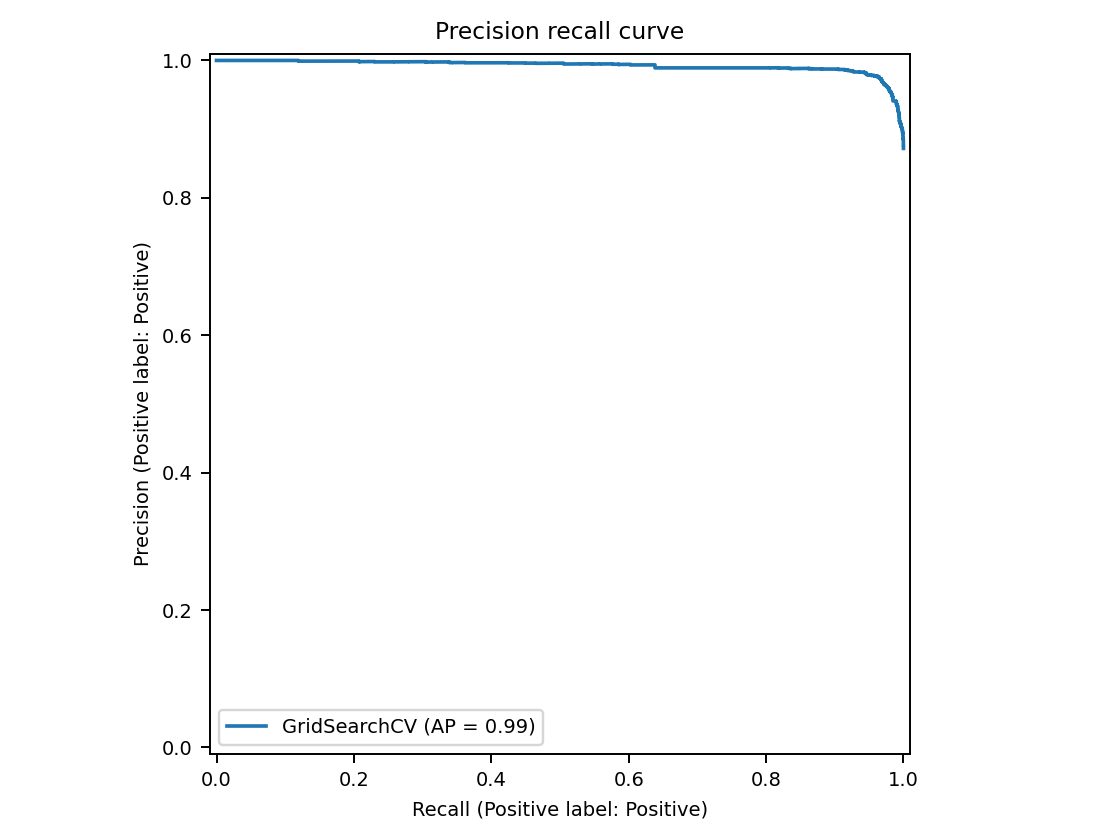 Precision recall curve
1.0
0.8
0.6
0.4
0.2
0.0
Precision (Positive label: Positive)
GridSearchCV (AP = 0.99)
0.0 0.2 0.4 0.6 0.8 1.0
Recall (Positive label: Positive)